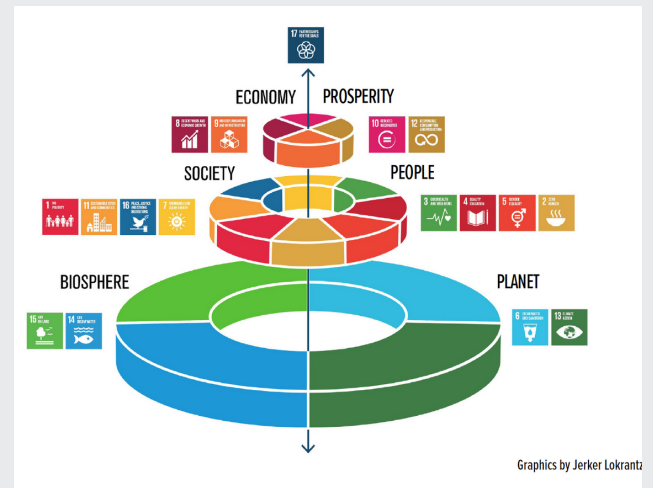 17 PARTNERSHIPS
FOR THE GOALS
ECONOMY PROSPERITY
8 DECENT WORK AND
ECONOMIC GROWTH
9 INDUSTRY, INNOVATION
AND INFRASTRUCTURE
10 REDUCED
INEQUALITIES
12 RESPONSIBLE
CONSUMPTION
AND PRODUCTION
SOCIETY PEOPLE
1 NO
POVERTY
11 SUSTAINABLE CITIES
AND COMMUNITIES
16 PEACE, JUSTICE
AND STRONG
INSTITUTIONS
7
3 GOOD HEALTH
AND WELL-BEING
4 QUALITY
EDUCATION
5 GENDER
EQUALITY
2 ZERO
HUNGER
BIOSPHERE PLANET
15 LIFE
ON LAND
14 LIFE
BELOW WATER
6 CLEAN WATER
AND SANITATION
13 CLIMATE
ACTION
Graphics by Jerker Lokrantz